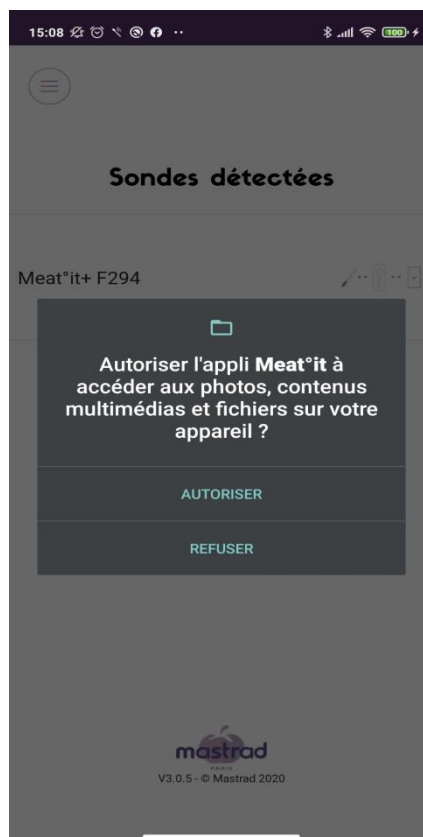 15:08
100
Sondes détectées
Meat°it+ F294
Autoriser l'appli Meat°it à
accéder aux photos, contenus
multimédias et fichiers sur votre
appareil ?
AUTORISER
REFUSER
mastrad
PARIS
V3.0.5 - © Mastrad 2020